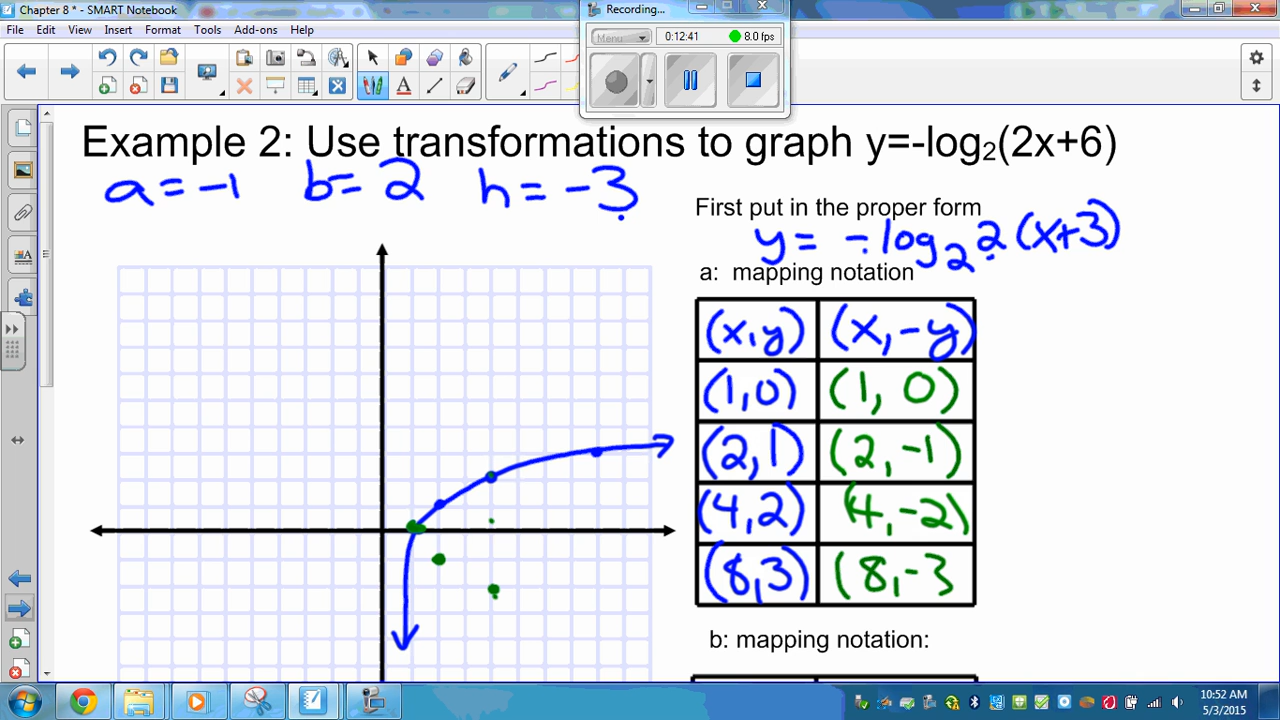 Chapter 8 * - SMART Notebook
Recording...
File Edit View Insert Format Tools Add-ons Help
Menu
0:12:41
8.0 fps
Example 2: Use transformations to graph y=-log₂(2x+6)
a = -1 b = 2 h = -3
First put in the proper form
y = -log₂ 2(x+3)
a: mapping notation
(x,y) (x,-y)
(1,0) (1, 0)
(2,1) (2,-1)
(4,2) (4,-2)
(8,3) (8,-3
b: mapping notation:
10:52 AM
5/3/2015